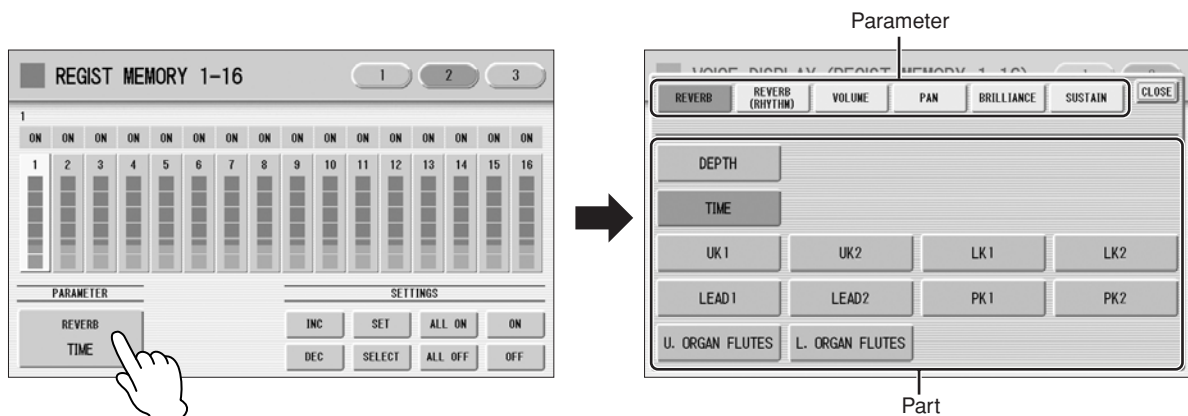 Parameter
REGIST MEMORY 1-16
1 2 3
1
ON ON ON ON ON ON ON ON ON ON ON ON ON ON ON ON
1 2 3 4 5 6 7 8 9 10 11 12 13 14 15 16
PARAMETER
SETTINGS
REVERB
TIME
INC SET ALL ON ON
DEC SELECT ALL OFF OFF
REVERB
REVERB
(RHYTHM)
VOLUME
PAN
BRILLIANCE
SUSTAIN
CLOSE
DEPTH
TIME
UK1 UK2 LK1 LK2
LEAD1 LEAD2 PK1 PK2
U. ORGAN FLUTES L. ORGAN FLUTES
Part